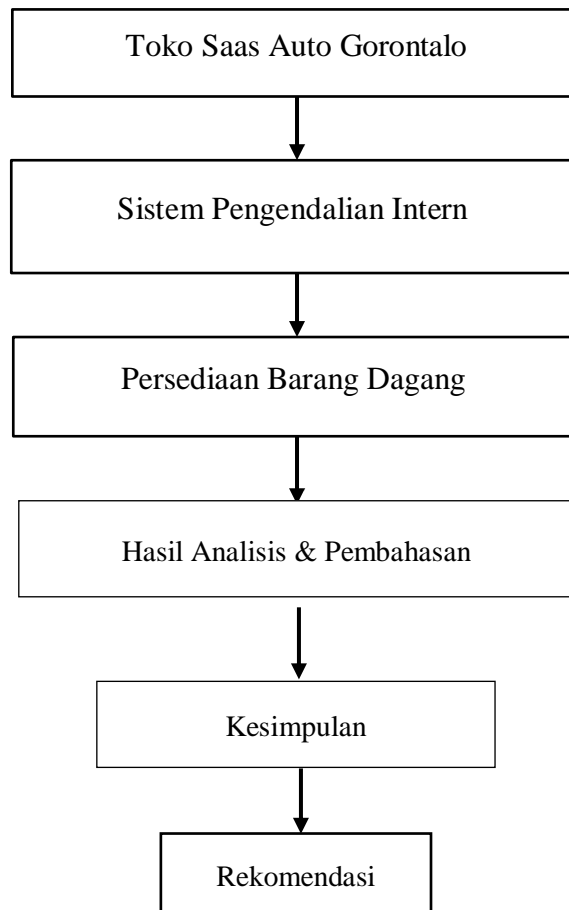 Toko Saas Auto Gorontalo
Sistem Pengendalian Intern
Persediaan Barang Dagang
Hasil Analisis & Pembahasan
Kesimpulan
Rekomendasi